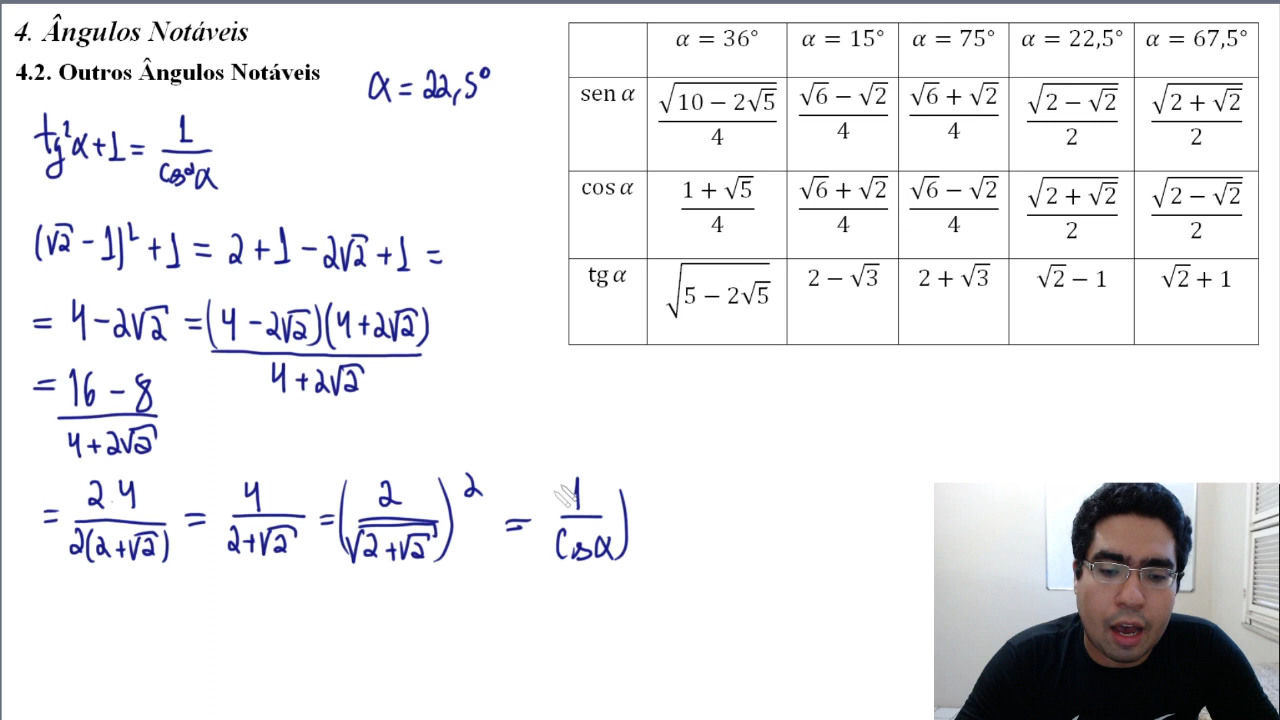 4. Ângulos Notáveis
4.2. Outros Ângulos Notáveis
α = 22,5°
tg²α + 1 = 1/cos²α
(√2 - 1)² + 1 = 2 + 1 - 2√2 + 1 =
= 4 - 2√2 = (4 - 2√2)(4 + 2√2)/(4 + 2√2)
= (16 - 8)/(4 + 2√2)
= 2.4/(2(2+√2)) = 4/(2+√2) = (2/√(2+√2))² = 1/cosα)
α = 36° α = 15° α = 75° α = 22,5° α = 67,5°
sen α √(10 − 2√5)/4 (√6 − √2)/4 (√6 + √2)/4 √(2 − √2)/2 √(2 + √2)/2
cos α (1 + √5)/4 (√6 + √2)/4 (√6 − √2)/4 √(2 + √2)/2 √(2 − √2)/2
tg α √(5 − 2√5) 2 − √3 2 + √3 √2 − 1 √2 + 1